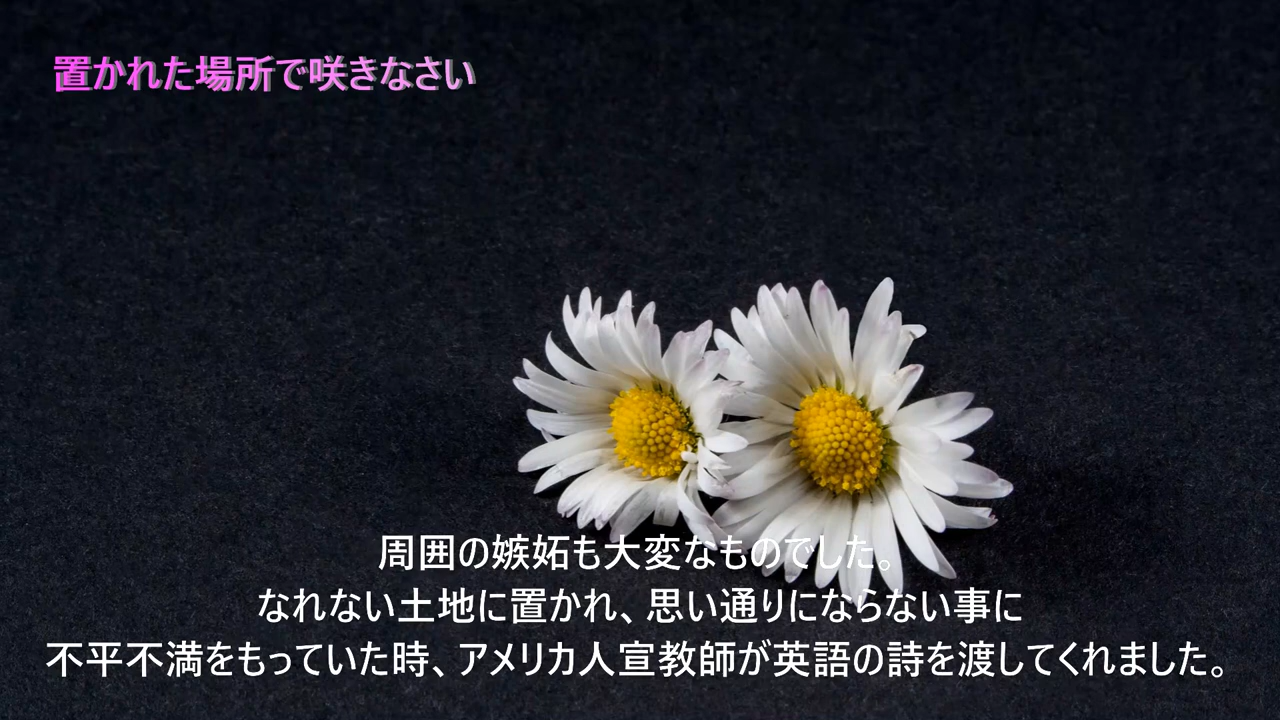 置かれた場所で咲きなさい
周囲の嫉妬も大変なものでした。
なれない土地に置かれ、思い通りにならない事に
不平不満をもっていた時、アメリカ人宣教師が英語の詩を渡してくれました。